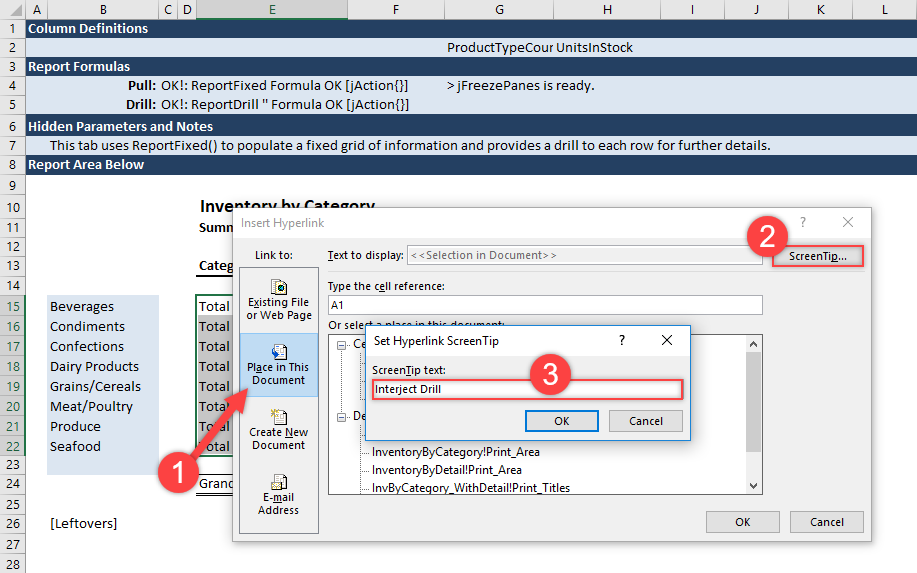 A B C D E F G H I J K L
1 Column Definitions
2 ProductTypeCour UnitsInStock
3 Report Formulas
4 Pull: OK!: ReportFixed Formula OK [jAction{}] > jFreezePanes is ready.
5 Drill: OK!: ReportDrill " Formula OK [jAction{}]
6 Hidden Parameters and Notes
7 This tab uses ReportFixed() to populate a fixed grid of information and provides a drill to each row for further details.
8 Report Area Below
9
10 Inventory by Category
11 Summ
12
13 Categ
14
15 Beverages Total
16 Condiments Total
17 Confections Total
18 Dairy Products Total
19 Grains/Cereals Total
20 Meat/Poultry Total
21 Produce Total
22 Seafood Total
23
24 Grand
25
26 [Leftovers]
27
28
Insert Hyperlink ?
Link to:
Text to display: <<Selection in Document>>
2
ScreenTip...
Existing File
or Web Page
Place in This
Document
Create New
Document
E-mail
Address
1
Type the cell reference:
A1
Or select a place in this document:
Ce
De
InventoryByCategory!Print_Area
InventoryByDetail!Print_Area
InvByCategory_WithDetail!Print_Titles
OK Cancel
Set Hyperlink ScreenTip ?
ScreenTip text:
3
Interject Drill
OK Cancel